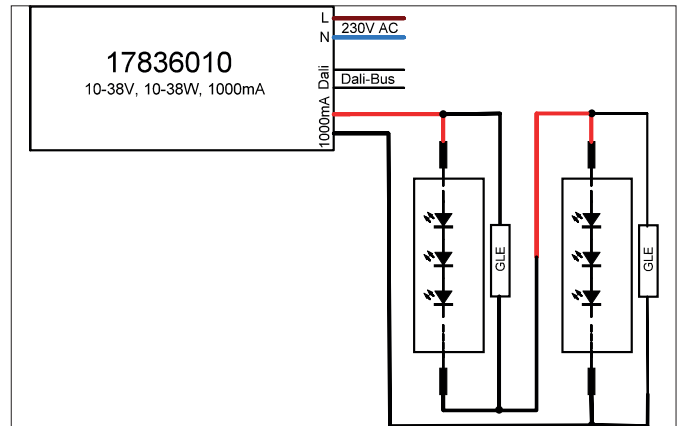 17836010
10-38V, 10-38W, 1000mA
L
N
230V AC
Dali
Dali-Bus
1000mA
GLE
GLE